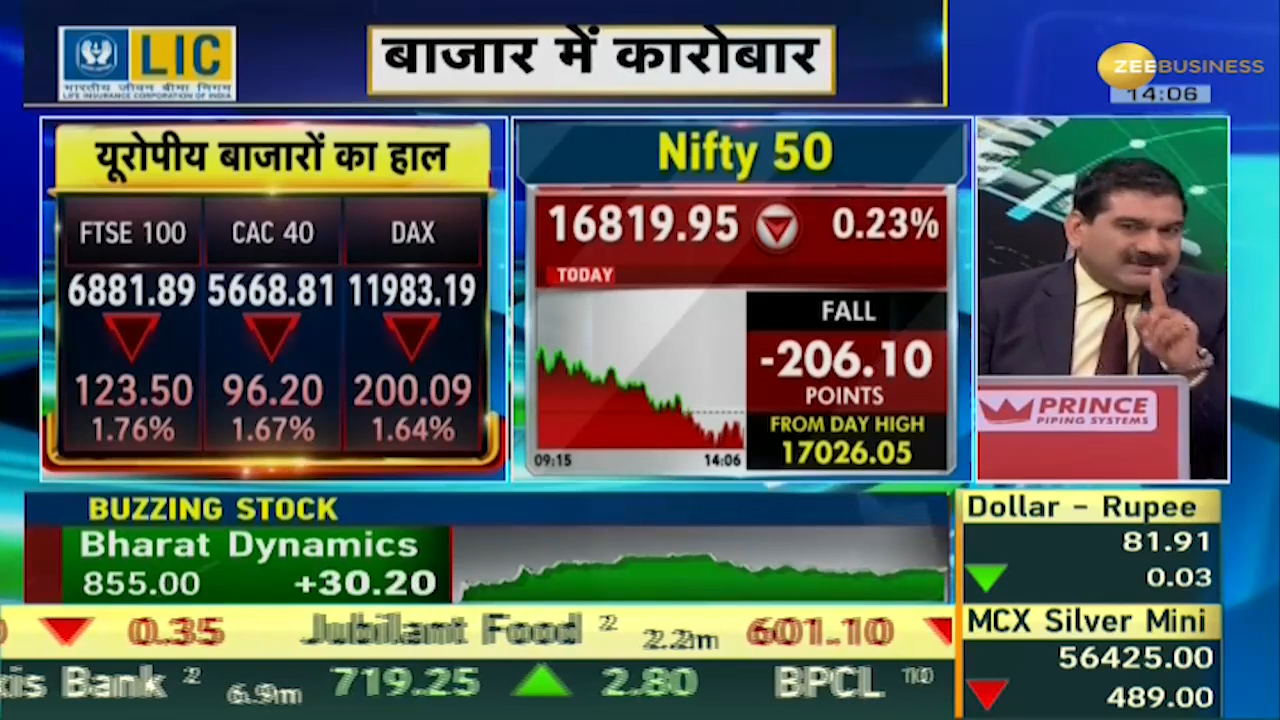 LIC
भारतीय जीवन बीमा निगम
LIFE INSURANCE CORPORATION OF INDIA
बाजार में कारोबार
ZEEBUSINESS
14:06
यूरोपीय बाजारों का हाल
FTSE 100 CAC 40 DAX
6881.89 5668.81 11983.19
123.50 96.20 200.09
1.76% 1.67% 1.64%
Nifty 50
16819.95 0.23%
TODAY
09:15 14:06
FALL
-206.10
POINTS
FROM DAY HIGH
17026.05
PRINCE
PIPING SYSTEMS
BUZZING STOCK
Bharat Dynamics
855.00 +30.20
Dollar - Rupee
81.91
0.03
MCX Silver Mini
56425.00
489.00
0.35 Jubilant Food 2.2m 601.10
xis Bank 6.9m 719.25 2.80 BPCL